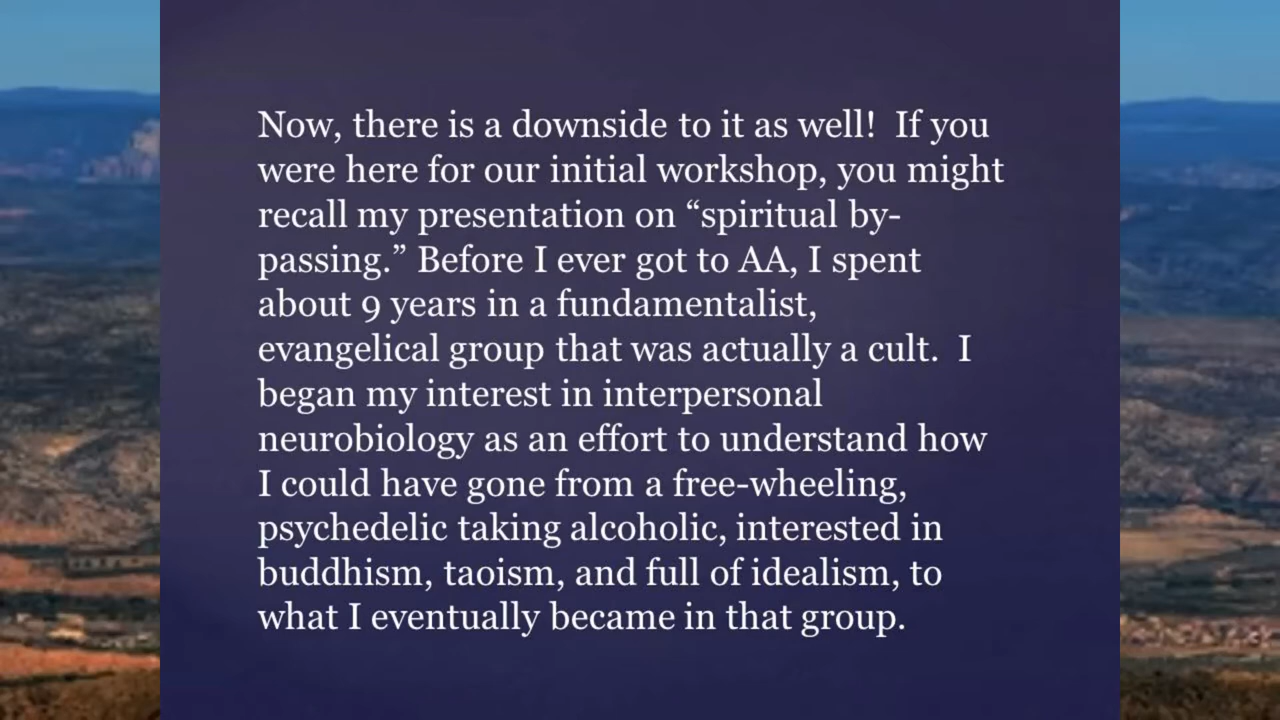 Now, there is a downside to it as well!  If you
were here for our initial workshop, you might
recall my presentation on “spiritual by-
passing.” Before I ever got to AA, I spent
about 9 years in a fundamentalist,
evangelical group that was actually a cult.  I
began my interest in interpersonal
neurobiology as an effort to understand how
I could have gone from a free-wheeling,
psychedelic taking alcoholic, interested in
buddhism, taoism, and full of idealism, to
what I eventually became in that group.